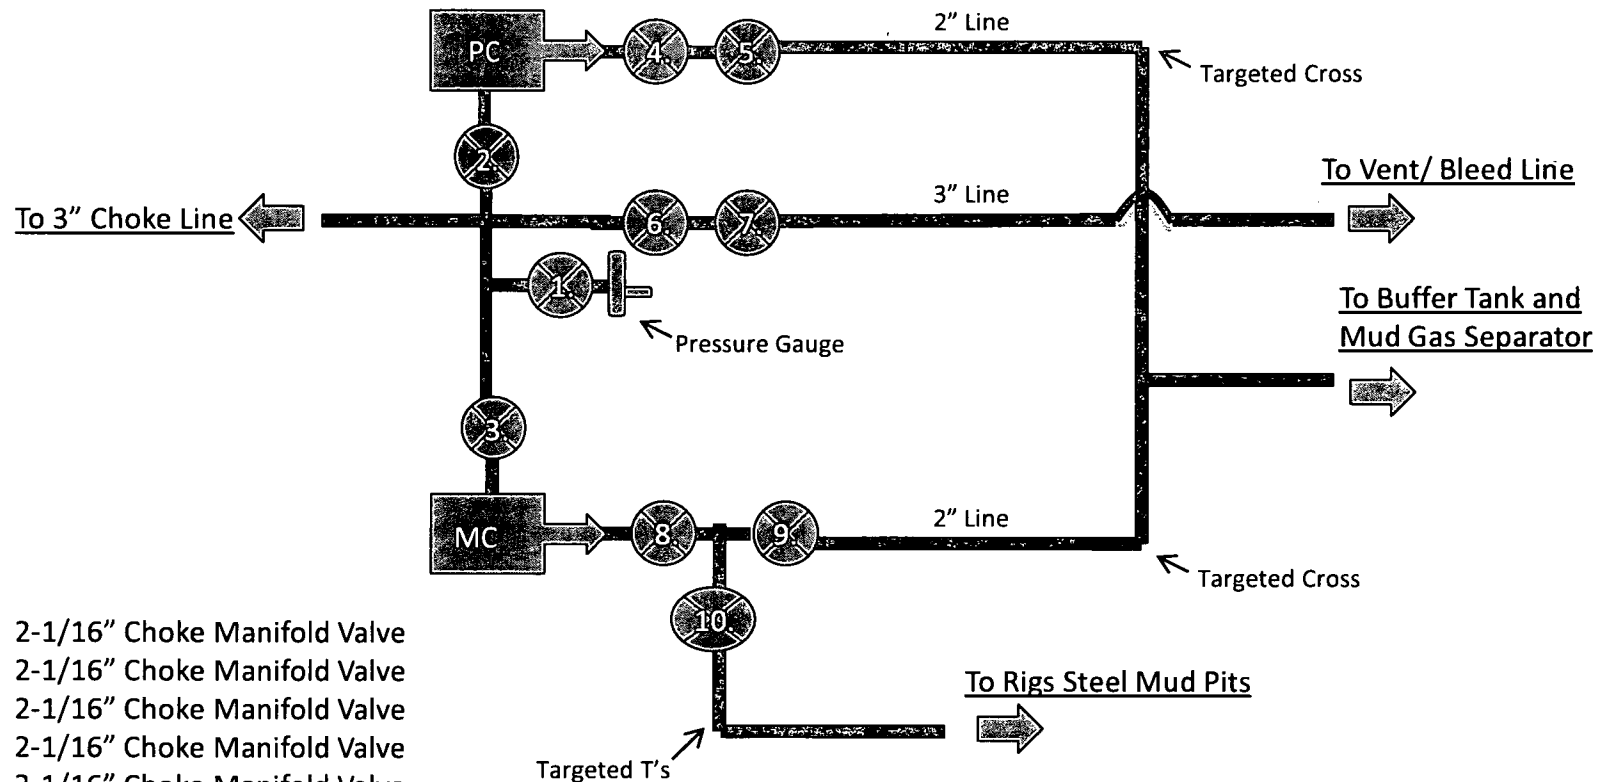 2” Line
PC
4.
5.
Targeted Cross
2.
To Vent/ Bleed Line
3” Line
To 3” Choke Line
6.
7.
1.
To Buffer Tank and
Mud Gas Separator
Pressure Gauge
3.
2” Line
MC
8.
9.
Targeted Cross
10.
2-1/16” Choke Manifold Valve
2-1/16” Choke Manifold Valve
2-1/16” Choke Manifold Valve
2-1/16” Choke Manifold Valve
Choke Manifold Valve
To Rigs Steel Mud Pits
Targeted T's